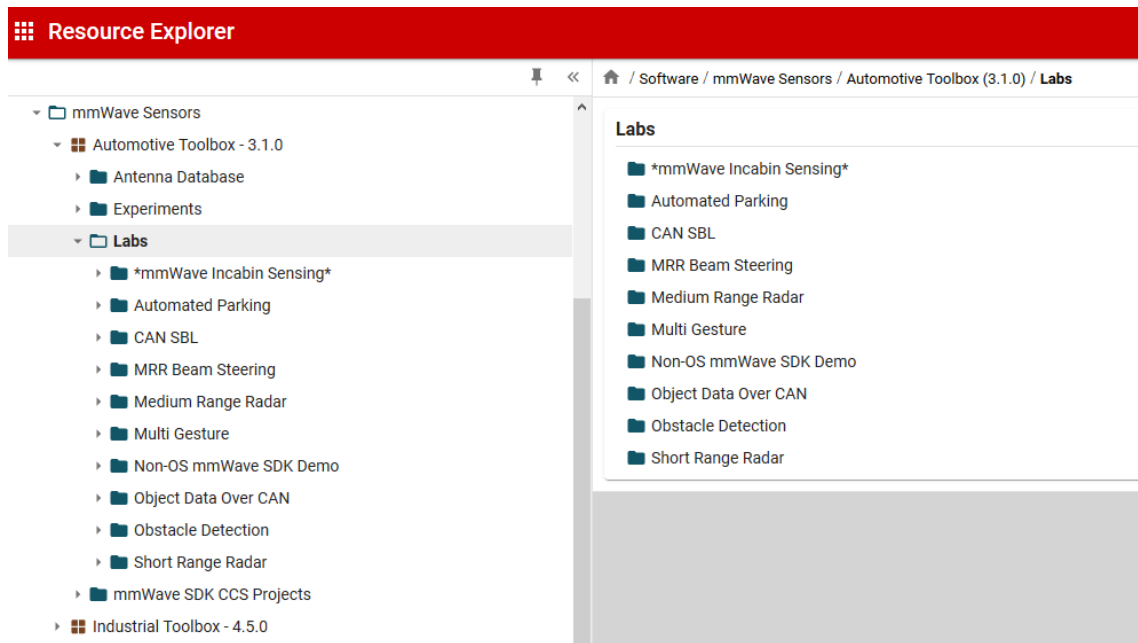 Resource Explorer
mmWave Sensors
Automotive Toolbox - 3.1.0
Antenna Database
Experiments
Labs
*mmWave Incabin Sensing*
Automated Parking
CAN SBL
MRR Beam Steering
Medium Range Radar
Multi Gesture
Non-OS mmWave SDK Demo
Object Data Over CAN
Obstacle Detection
Short Range Radar
mmWave SDK CCS Projects
Industrial Toolbox - 4.5.0
/ Software / mmWave Sensors / Automotive Toolbox (3.1.0) / Labs
Labs
*mmWave Incabin Sensing*
Automated Parking
CAN SBL
MRR Beam Steering
Medium Range Radar
Multi Gesture
Non-OS mmWave SDK Demo
Object Data Over CAN
Obstacle Detection
Short Range Radar